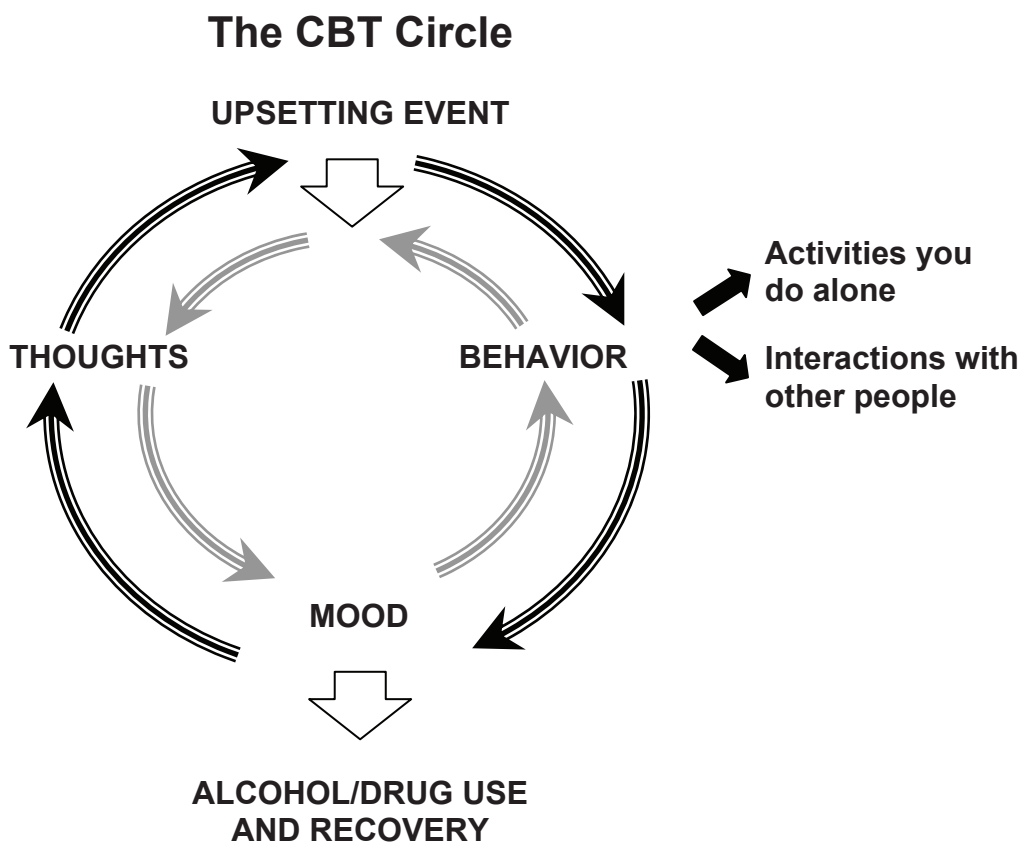 The CBT Circle
UPSETTING EVENT
Activities you
do alone
THOUGHTS
BEHAVIOR
Interactions with
other people
MOOD
ALCOHOL/DRUG USE
AND RECOVERY